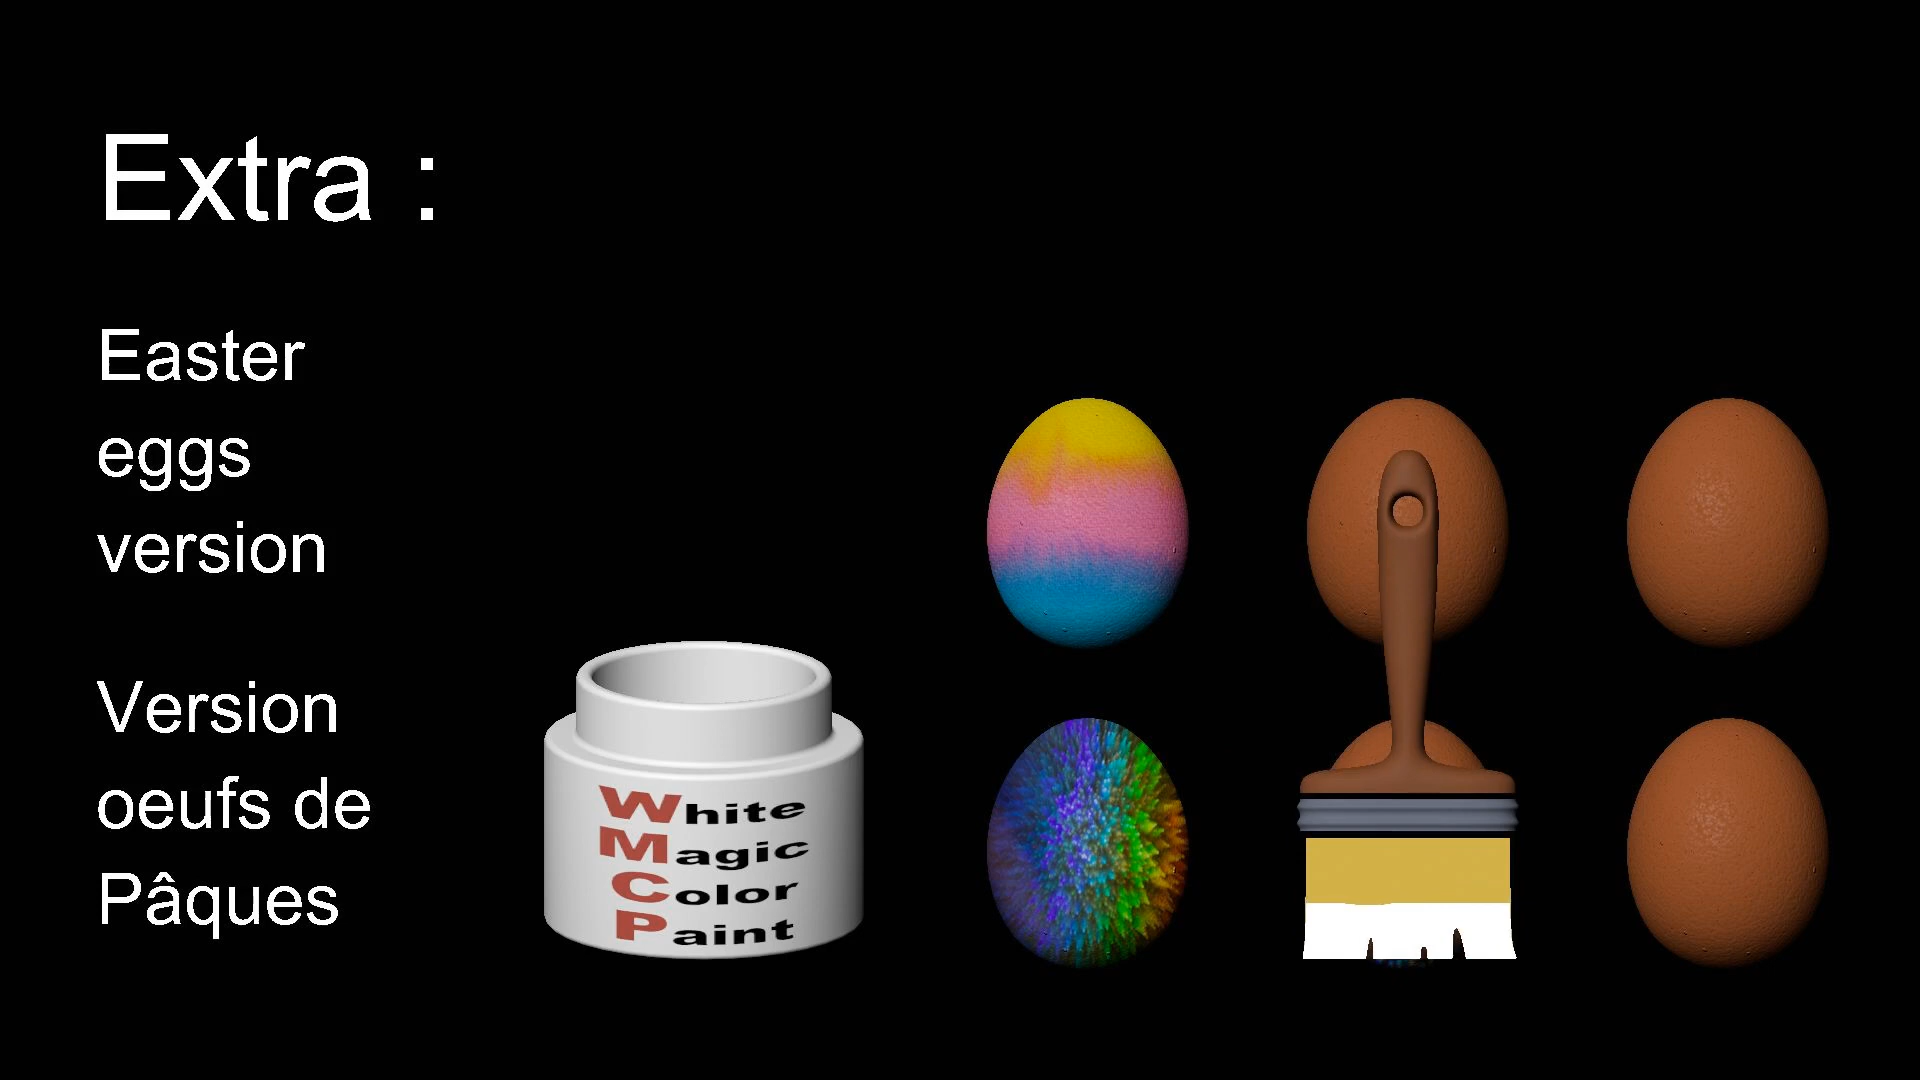 Extra :
Easter
eggs
version
Version
oeufs de
Pâques
White
Magic
Color
Paint